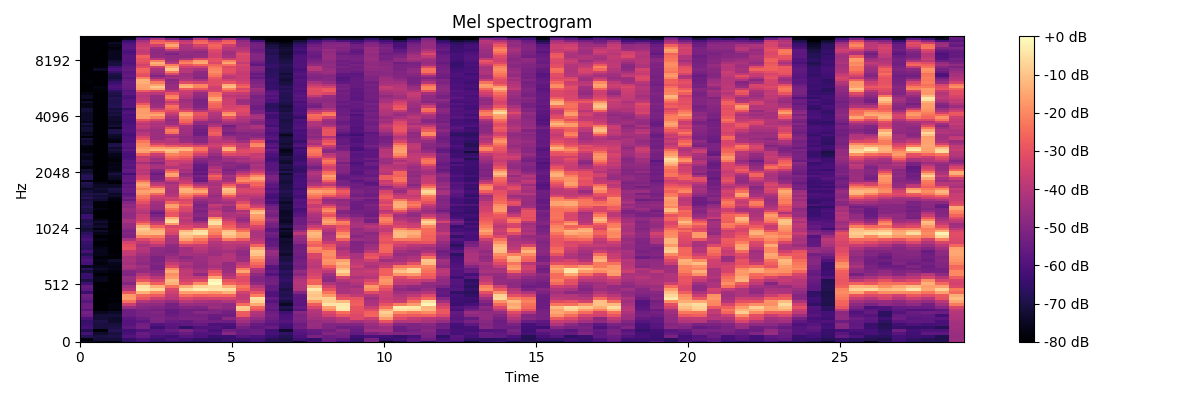 Mel spectrogram
8192
4096
2048
1024
512
0
Hz
0 5 10 15 20 25
Time
+0 dB
-10 dB
-20 dB
-30 dB
-40 dB
-50 dB
-60 dB
-70 dB
-80 dB